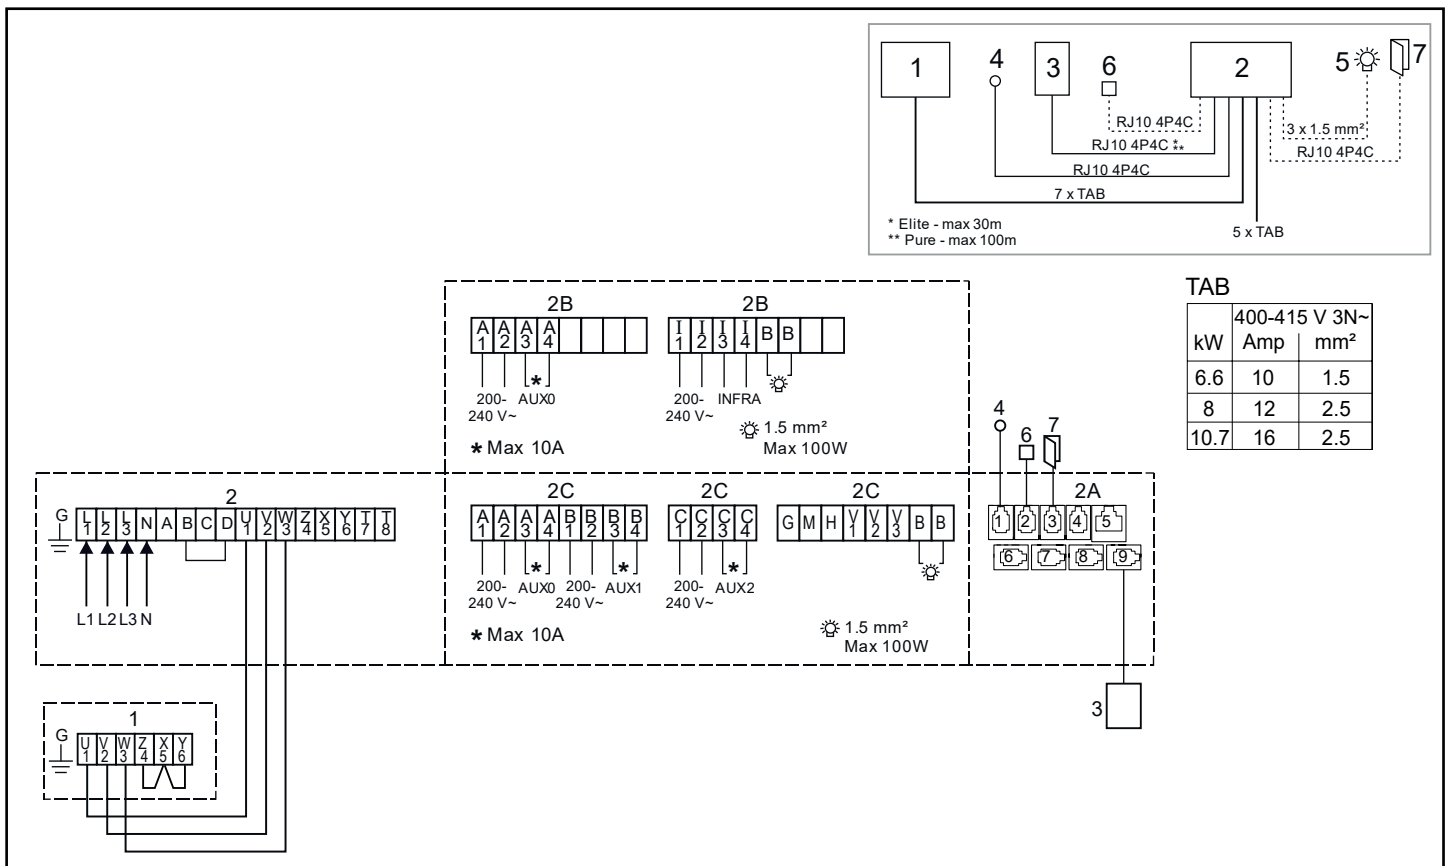 1
4
3
6
2
5
7
RJ10 4P4C
3 x 1.5 mm²
RJ10 4P4C *
**
RJ10 4P4C
RJ10 4P4C
7 x TAB
* Elite - max 30m
** Pure - max 100m
5 x TAB
TAB
400-415 V 3N~
kW Amp mm²
6.6 10 1.5
8 12 2.5
10.7 16 2.5
2B
A1 A2 A3 A4
*
200-240 V~
AUX0
* Max 10A
2B
I1 I2 I3 I4 B B
200-240 V~
INFRA
1.5 mm²
Max 100W
2
G L1 L2 L3 N A B C D U1 V2 W3 Z4 X5 Y6 T7 T8
L1 L2 L3 N
2C
A1 A2 A3 A4 B1 B2 B3 B4
* *
200-240 V~
AUX0
200-240 V~
AUX1
* Max 10A
2C
C1 C2 C3 C4
*
200-240 V~
AUX2
2C
G M H V1 V2 V3 B B
1.5 mm²
Max 100W
4
6
7
2A
1 2 3 4 5
6 7 8 9
3
1
G U1 V2 W3 Z4 X5 Y6